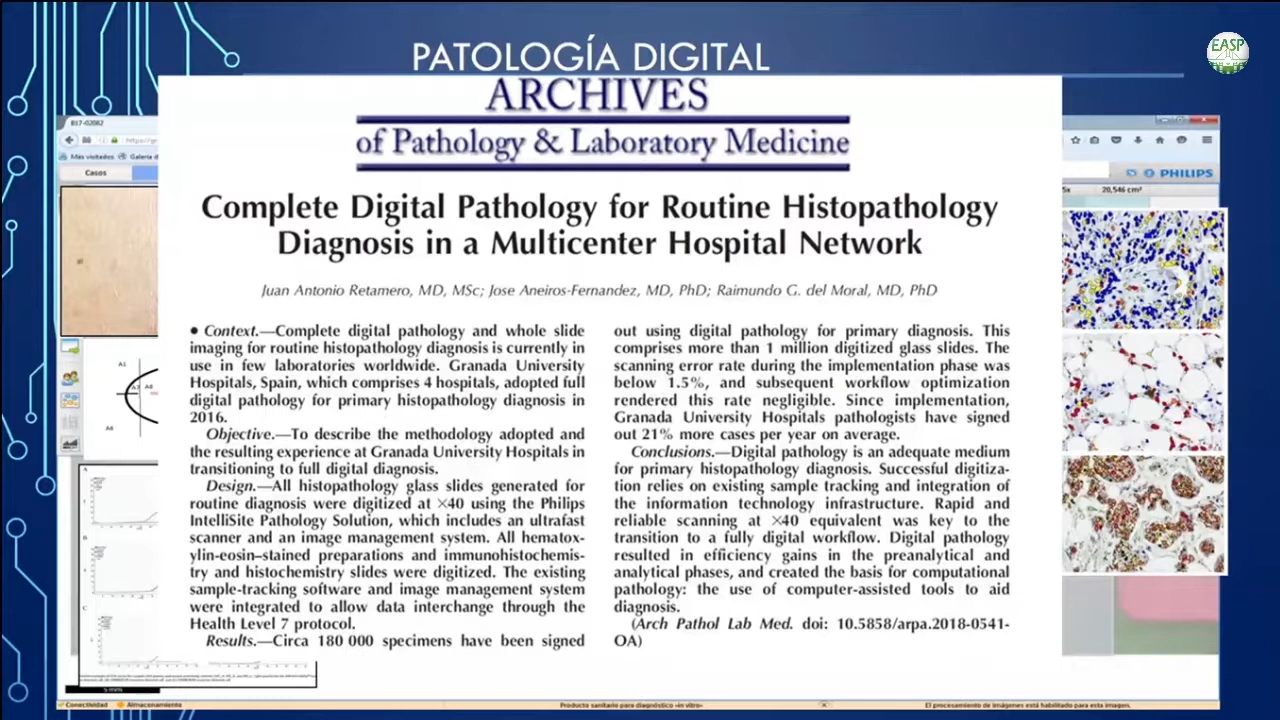 PATOLOGÍA DIGITAL
EASP
ARCHIVES
of Pathology & Laboratory Medicine
B17-02082
Más visitados
Casos
PHILIPS
20,546 cm²
Complete Digital Pathology for Routine Histopathology
Diagnosis in a Multicenter Hospital Network
Juan Antonio Retamero, MD, MSc; Jose Aneiros-Fernandez, MD, PhD; Raimundo G. del Moral, MD, PhD
● Context.—Complete digital pathology and whole slide
imaging for routine histopathology diagnosis is currently in
use in few laboratories worldwide. Granada University
Hospitals, Spain, which comprises 4 hospitals, adopted full
digital pathology for primary histopathology diagnosis in
2016.
Objective.—To describe the methodology adopted and
the resulting experience at Granada University Hospitals in
transitioning to full digital diagnosis.
Design.—All histopathology glass slides generated for
routine diagnosis were digitized at ×40 using the Philips
IntelliSite Pathology Solution, which includes an ultrafast
scanner and an image management system. All hematox-
ylin-eosin–stained preparations and immunohistochemis-
try and histochemistry slides were digitized. The existing
sample-tracking software and image management system
were integrated to allow data interchange through the
Health Level 7 protocol.
Results.—Circa 180 000 specimens have been signed
out using digital pathology for primary diagnosis. This
comprises more than 1 million digitized glass slides. The
scanning error rate during the implementation phase was
below 1.5%, and subsequent workflow optimization
rendered this rate negligible. Since implementation,
Granada University Hospitals pathologists have signed
out 21% more cases per year on average.
Conclusions.—Digital pathology is an adequate medium
for primary histopathology diagnosis. Successful digitiza-
tion relies on existing sample tracking and integration of
the information technology infrastructure. Rapid and
reliable scanning at ×40 equivalent was key to the
transition to a fully digital workflow. Digital pathology
resulted in efficiency gains in the preanalytical and
analytical phases, and created the basis for computational
pathology: the use of computer-assisted tools to aid
diagnosis.
(Arch Pathol Lab Med. doi: 10.5858/arpa.2018-0541-
OA)
A1
A8
A6
5 mm
Conectividad Almacenamiento
Producto sanitario para diagnóstico «in vitro»
El procesamiento de imágenes está habilitado para esta imagen.